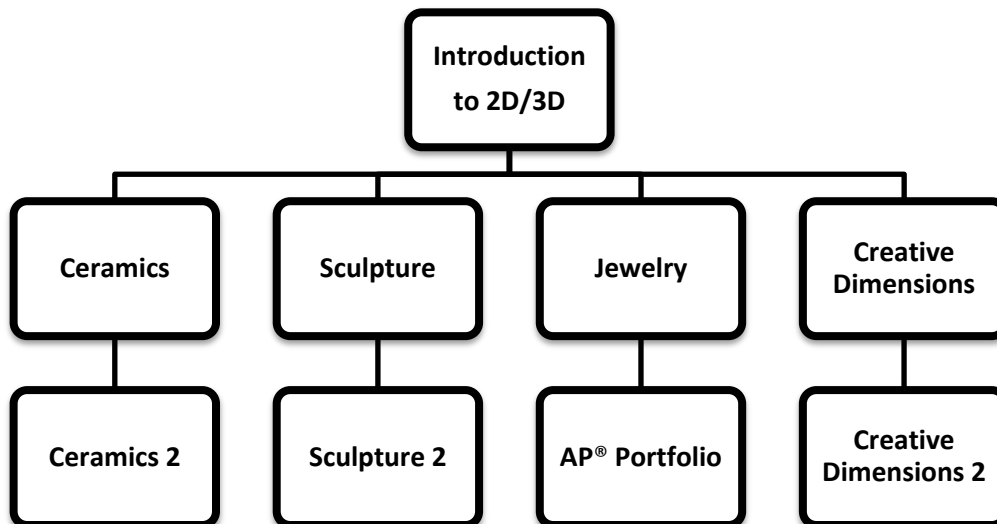 Introduction
to 2D/3D
Ceramics
Sculpture
Jewelry
Creative
Dimensions
Ceramics 2
Sculpture 2
AP® Portfolio
Creative
Dimensions 2